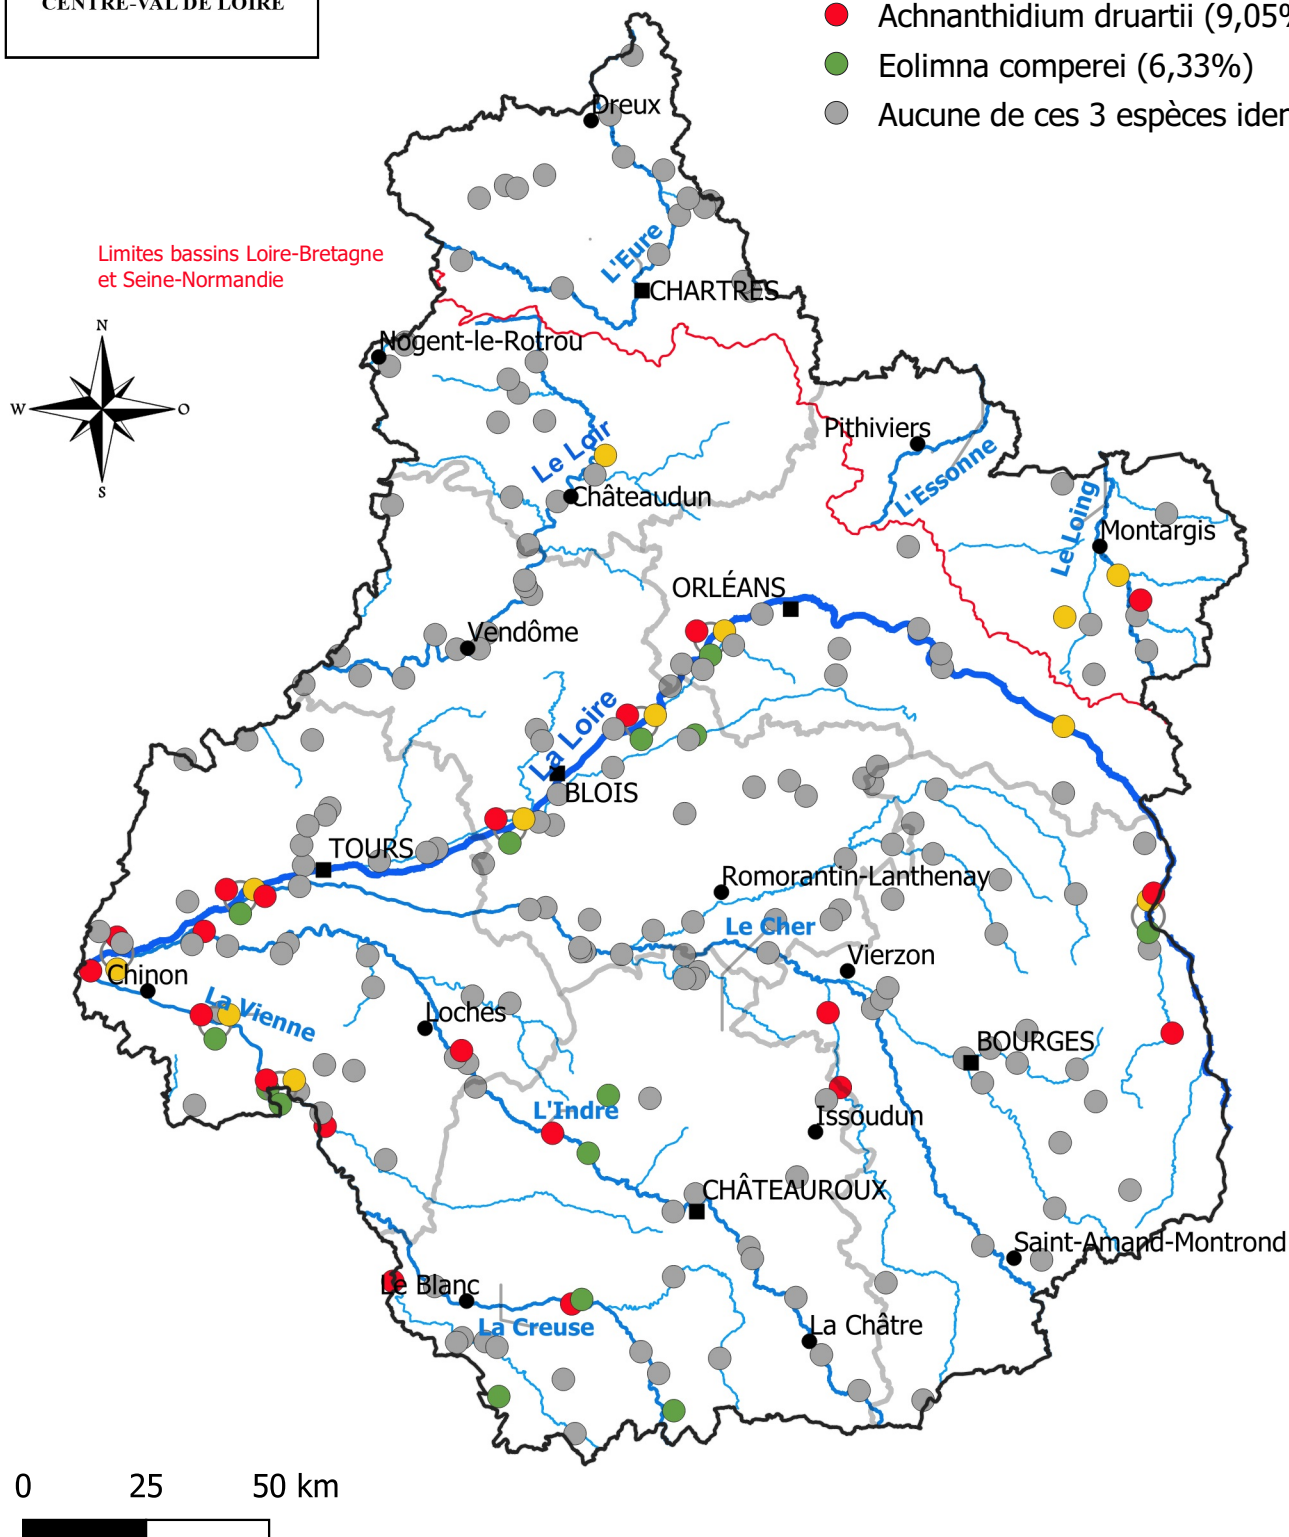 CENTRE-VAL DE LOIRE
Achnanthidium druartii (9,05%
Eolimna comperei (6,33%)
Aucune de ces 3 espèces iden
Dreux
L'Eure
Limites bassins Loire-Bretagne
et Seine-Normandie
CHARTRES
N
W
O
S
Nogent-le-Rotrou
Pithiviers
Le Loir
L'Essonne
Châteaudun
Le Loing
Montargis
ORLÉANS
Vendôme
La Loire
BLOIS
TOURS
Romorantin-Lanthenay
Le Cher
Vierzon
Chinon
La Vienne
Loches
BOURGES
L'Indre
Issoudun
CHÂTEAUROUX
Saint-Amand-Montrond
Le Blanc
La Creuse
La Châtre
0 25 50 km